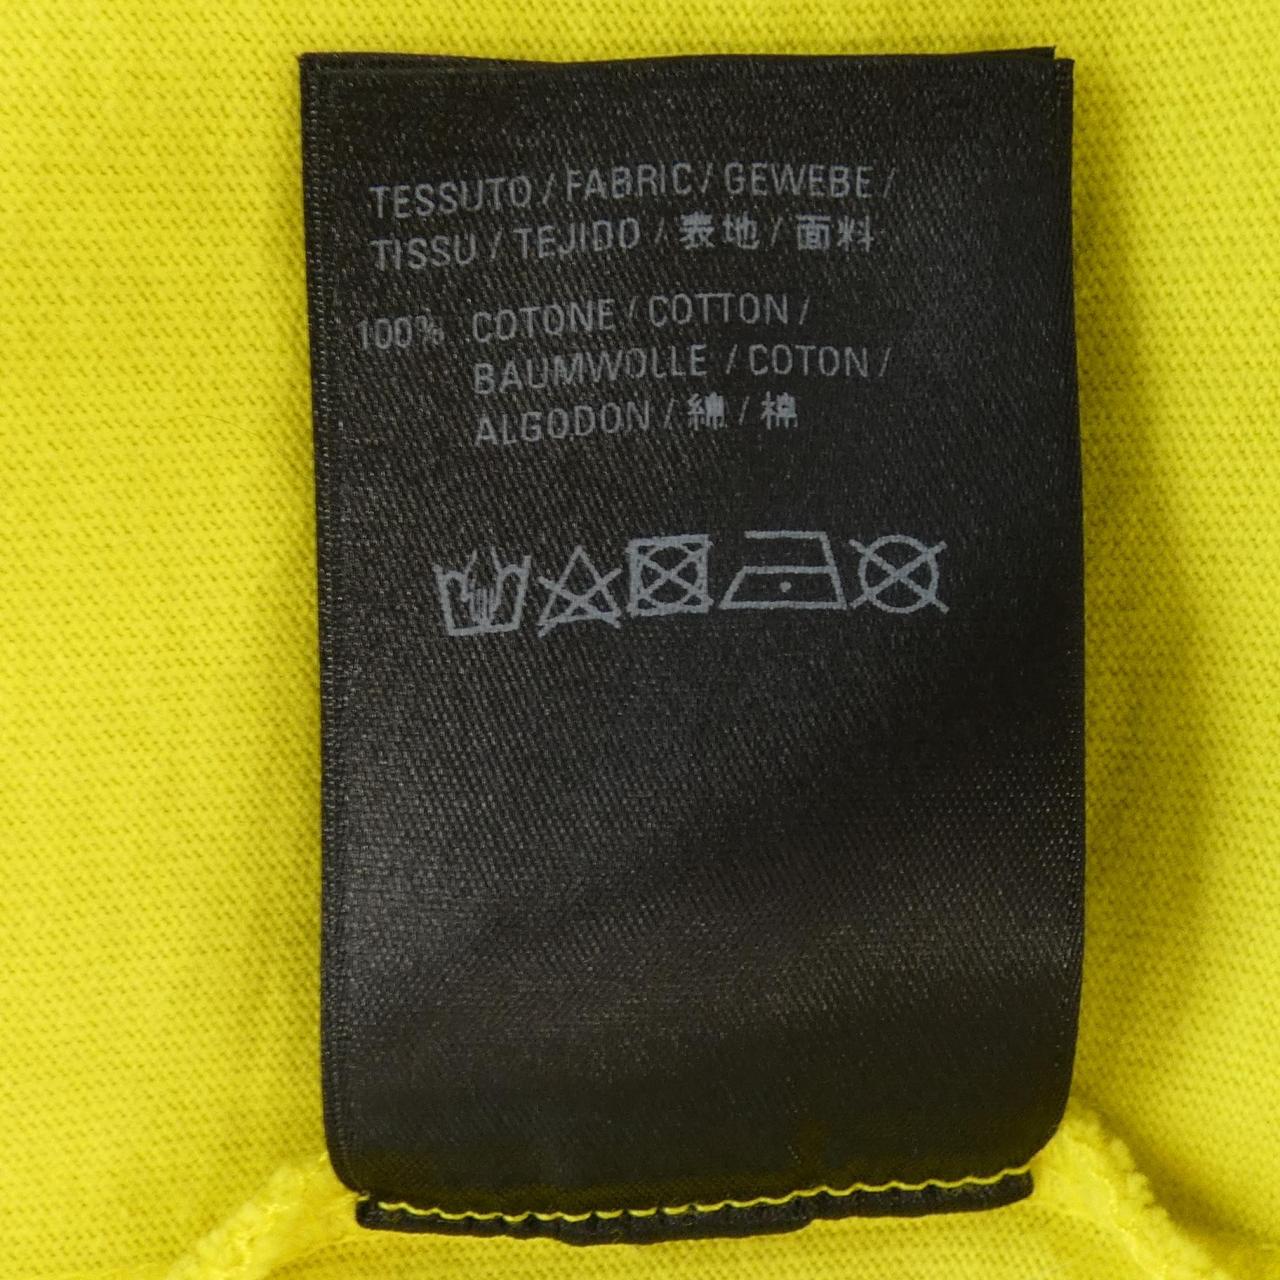 TESSUTO / FABRIC / GEWEBE /
TISSU / TEJIDO / 表地 / 面料
100% COTONE / COTTON /
BAUMWOLLE / COTON /
ALGODON / 綿 / 棉